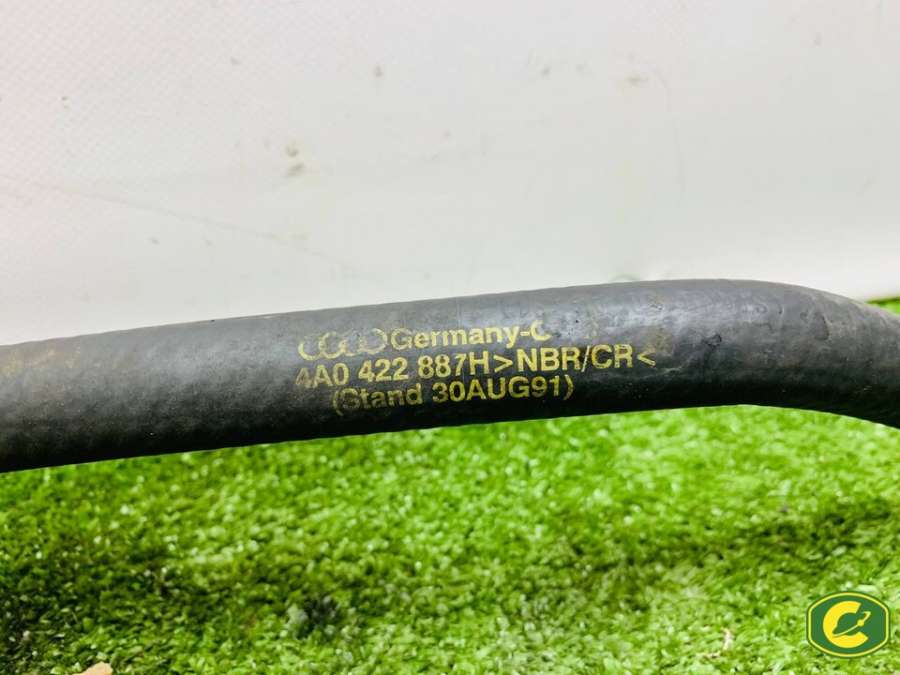 Germany-
4A0 422 887H>NBR/CR<
(Stand 30AUG91)